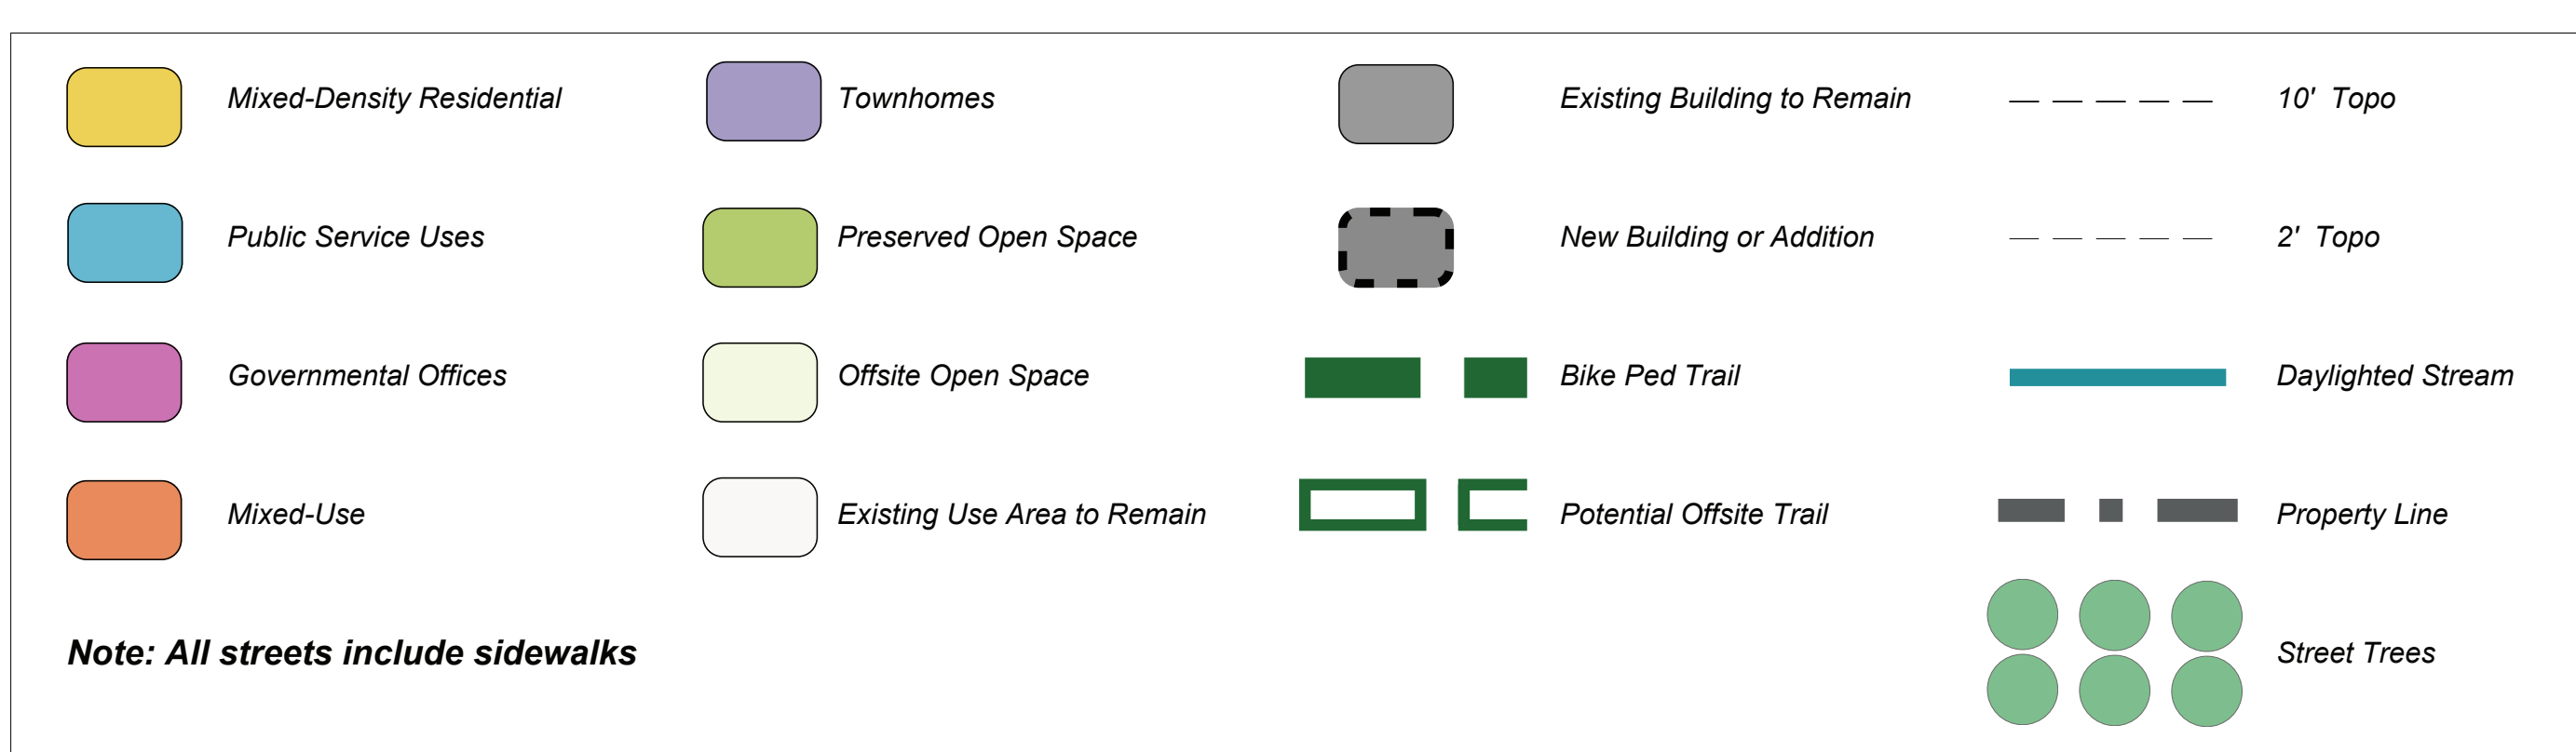 Mixed-Density Residential
Townhomes
Existing Building to Remain
10' Topo
Public Service Uses
Preserved Open Space
New Building or Addition
2' Topo
Governmental Offices
Offsite Open Space
Bike Ped Trail
Daylighted Stream
Mixed-Use
Existing Use Area to Remain
Potential Offsite Trail
Property Line
Note: All streets include sidewalks
Street Trees